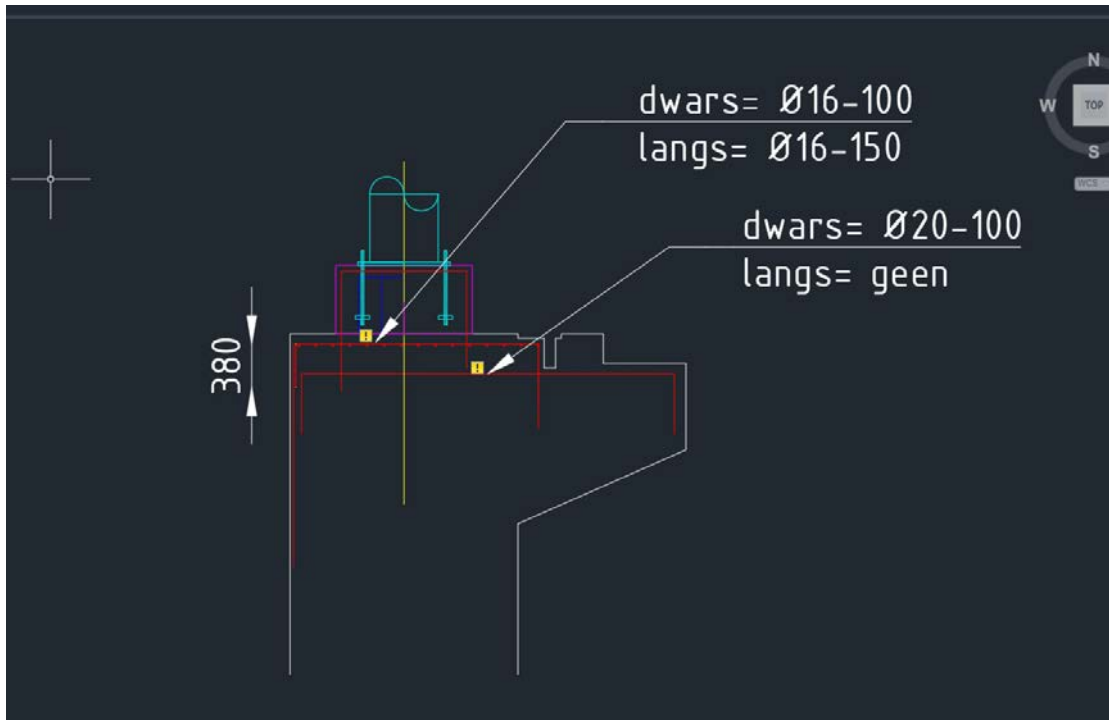 dwars= Ø16-100
langs= Ø16-150
dwars= Ø20-100
langs= geen
380
N
W
TOP
S
WCS